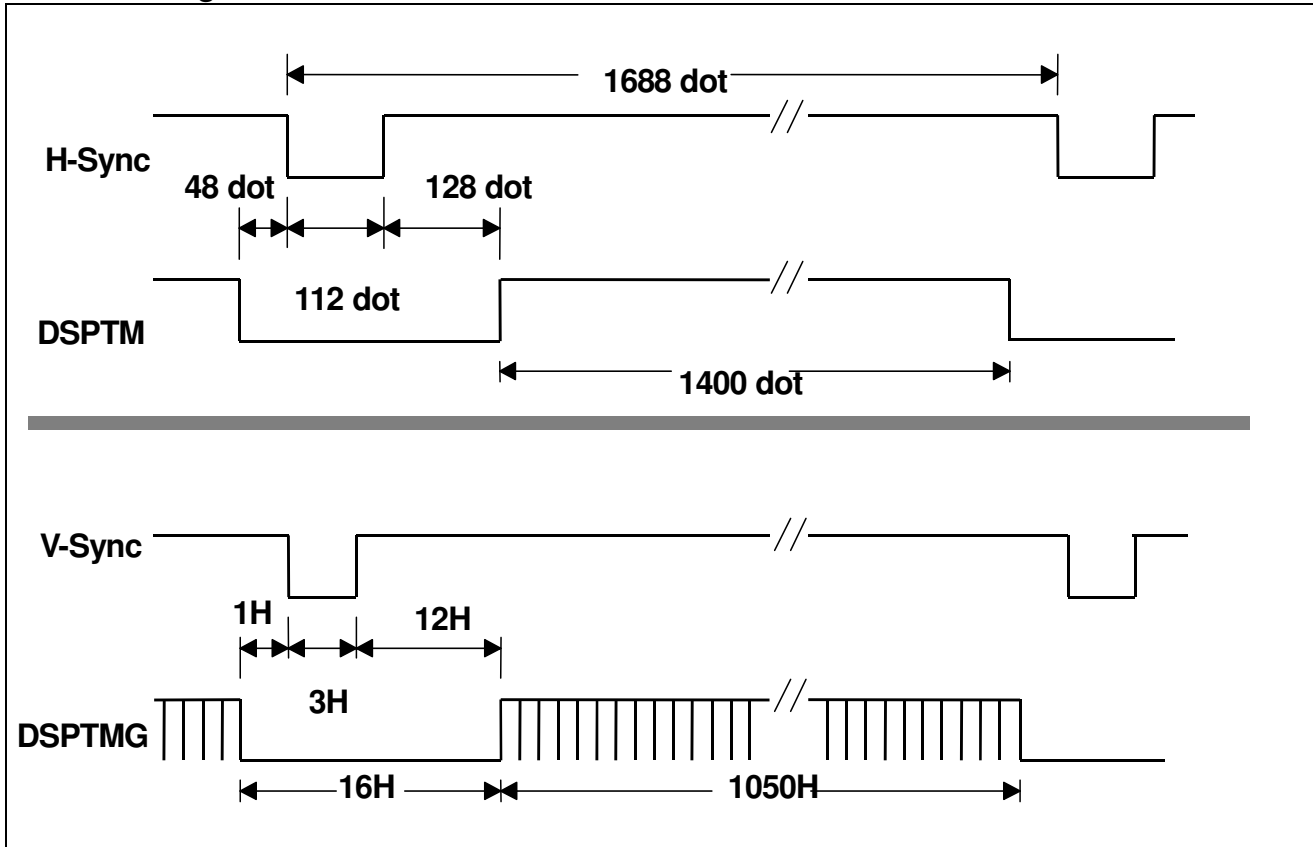 1688 dot
H-Sync
48 dot
128 dot
112 dot
DSPTM
1400 dot
V-Sync
1H
12H
3H
DSPTMG
16H
1050H